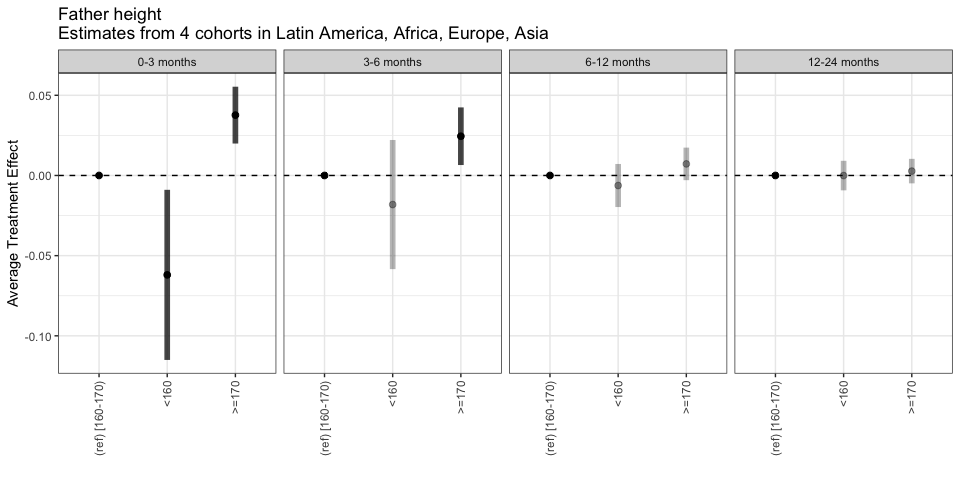 Father height
Estimates from 4 cohorts in Latin America, Africa, Europe, Asia
0-3 months
3-6 months
6-12 months
12-24 months
Average Treatment Effect
0.05
0.00
-0.05
-0.10
(ref) [160-170)
<160
>=170
(ref) [160-170)
<160
>=170
(ref) [160-170)
<160
>=170
(ref) [160-170)
<160
>=170